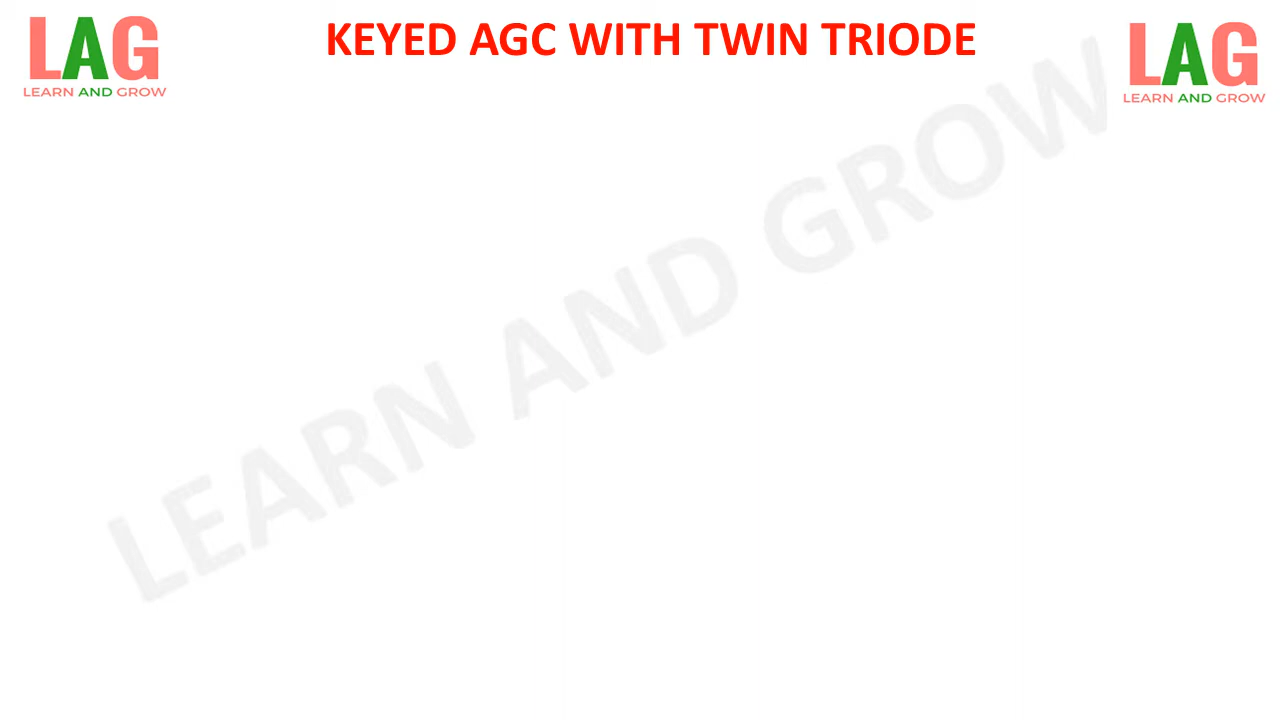 LAG
LEARN AND GROW
KEYED AGC WITH TWIN TRIODE
LAG
LEARN AND GROW
LEARN AND GROW